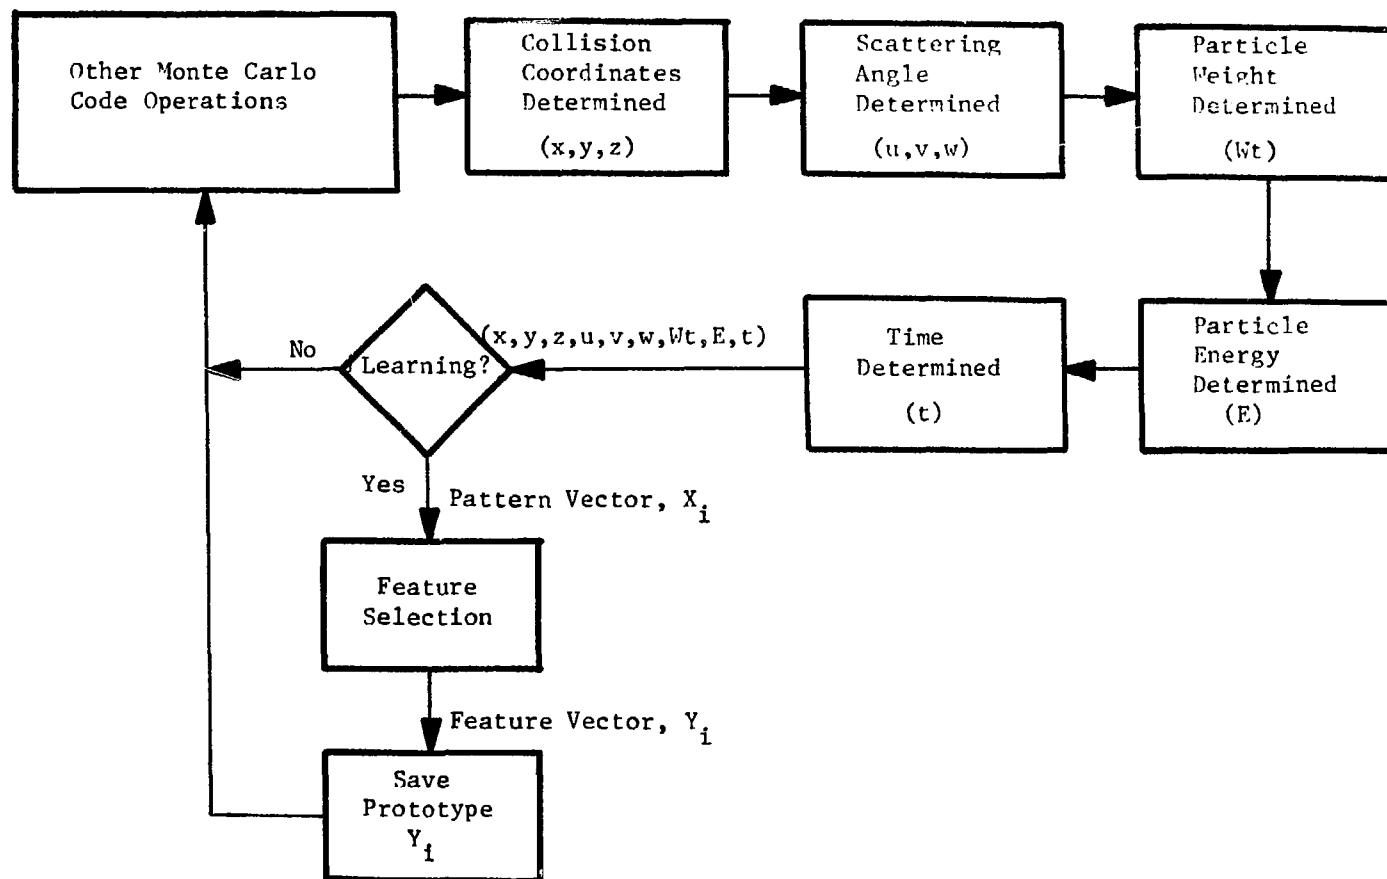 Other Monte Carlo
Code Operations
Collision
Coordinates
Determined
(x,y,z)
Scattering
Angle
Determined
(u,v,w)
Particle
Weight
Determined
(Wt)
Particle
Energy
Determined
(E)
Time
Determined
(t)
(x,y,z,u,v,w,Wt,E,t)
Learning?
No
Yes
Pattern Vector, X_i
Feature
Selection
Feature Vector, Y_i
Save
Prototype
Y_i